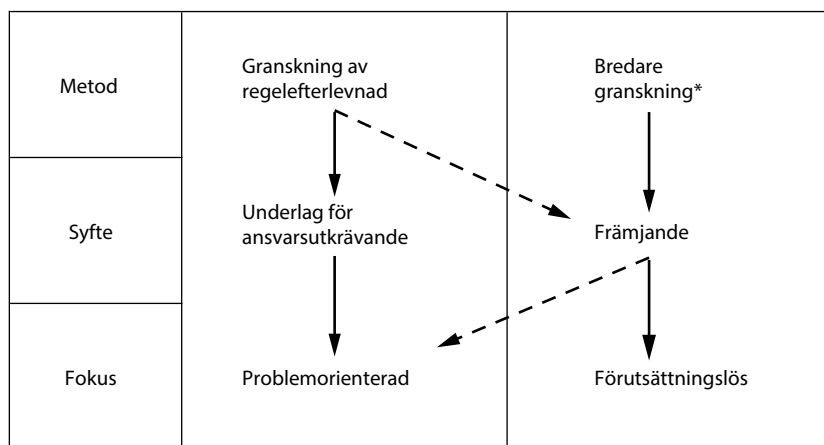 Metod
Granskning av
regelefterlevnad
Bredare
granskning*
Syfte
Underlag för
ansvarsutkrävande
Främjande
Fokus
Problemorienterad
Förutsättningslös